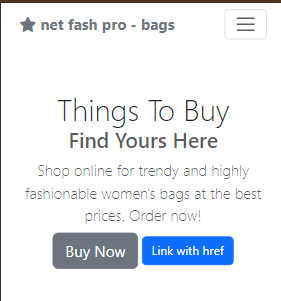 net fash pro - bags
Things To Buy
Find Yours Here
Shop online for trendy and highly
fashionable women's bags at the best
prices. Order now!
Buy Now Link with href